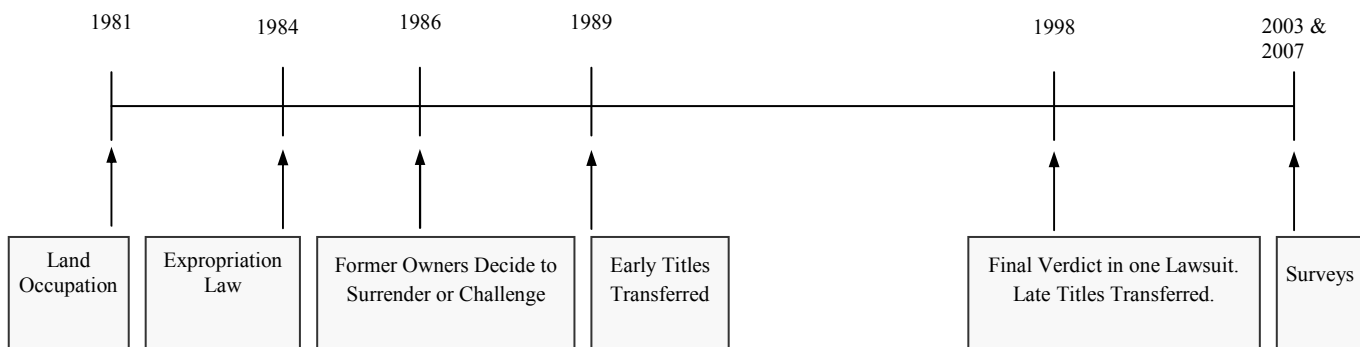 1981
1984
1986
1989
1998
2003 &
2007
Land
Occupation
Expropriation
Law
Former Owners Decide to
Surrender or Challenge
Early Titles
Transferred
Final Verdict in one Lawsuit.
Late Titles Transferred.
Surveys